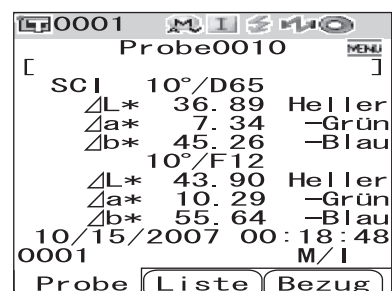 0001 M I
Probe0010 MENU
[ ]
SCI 10°/D65
⊿L* 36.89 Heller
⊿a* 7.34 –Grün
⊿b* 45.26 –Blau
10°/F12
⊿L* 43.90 Heller
⊿a* 10.29 –Grün
⊿b* 55.64 –Blau
10/15/2007 00:18:48
0001 M/I
Probe Liste Bezug